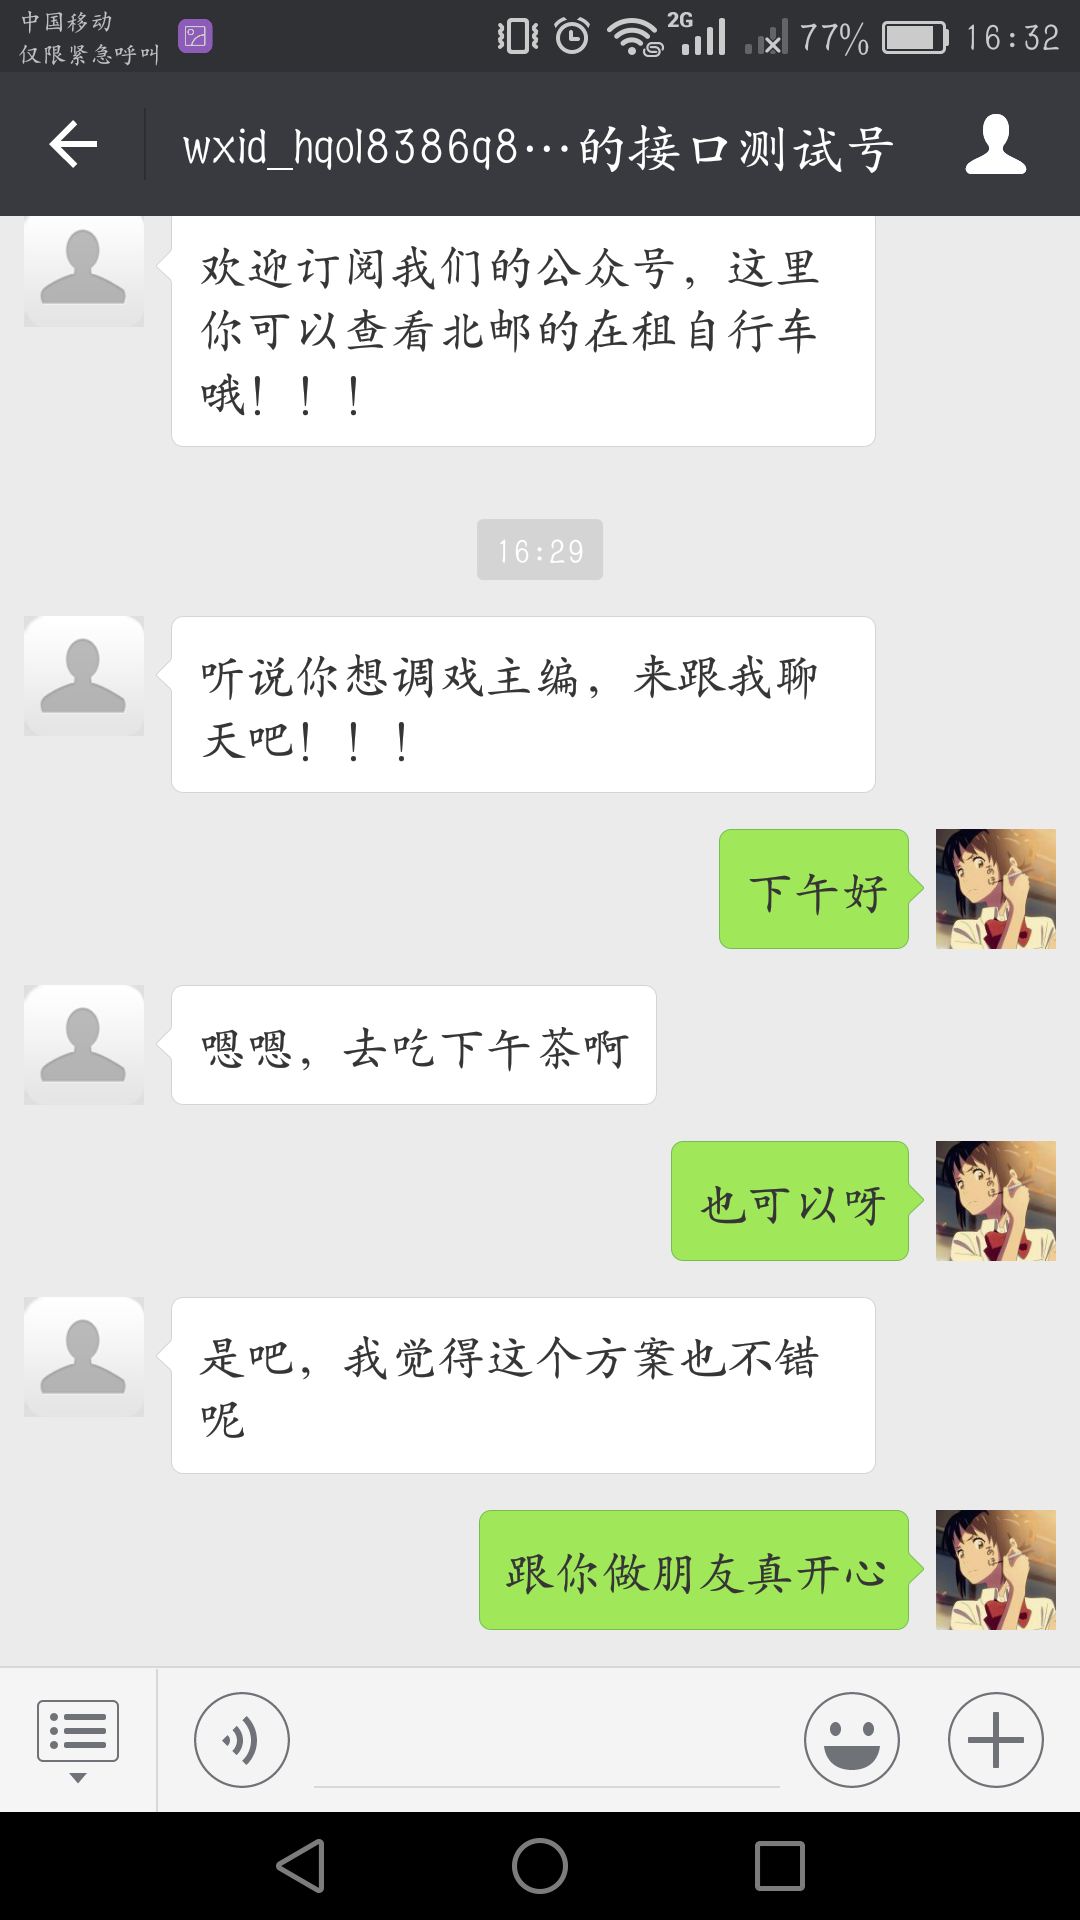 中国移动
仅限紧急呼叫
2G
77%
16:32
wxid_hqol8386q8…的接口测试号
欢迎订阅我们的公众号，这里
你可以查看北邮的在租自行车
哦！！！
16:29
听说你想调戏主编，来跟我聊
天吧！！！
下午好
嗯嗯，去吃下午茶啊
也可以呀
是吧，我觉得这个方案也不错
呢
跟你做朋友真开心